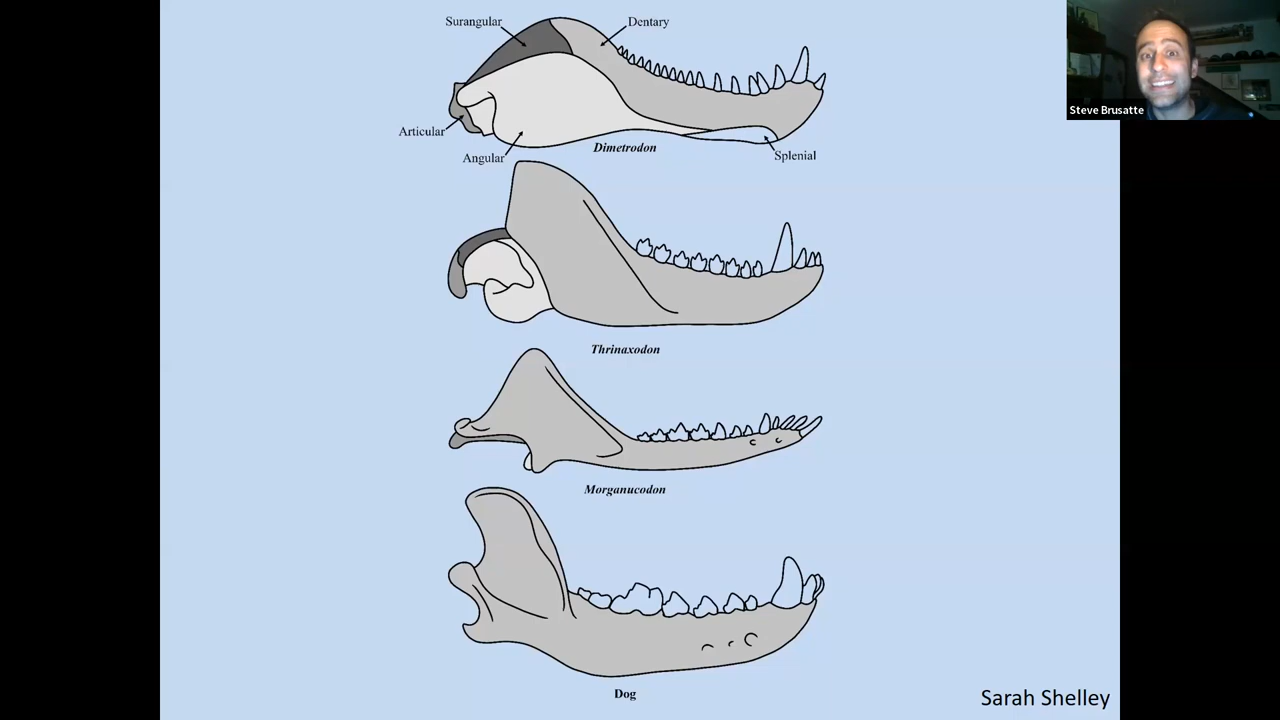 Surangular
Dentary
Steve Brusatte
Articular
Angular
Dimetrodon
Splenial
Thrinaxodon
Morganucodon
Dog
Sarah Shelley